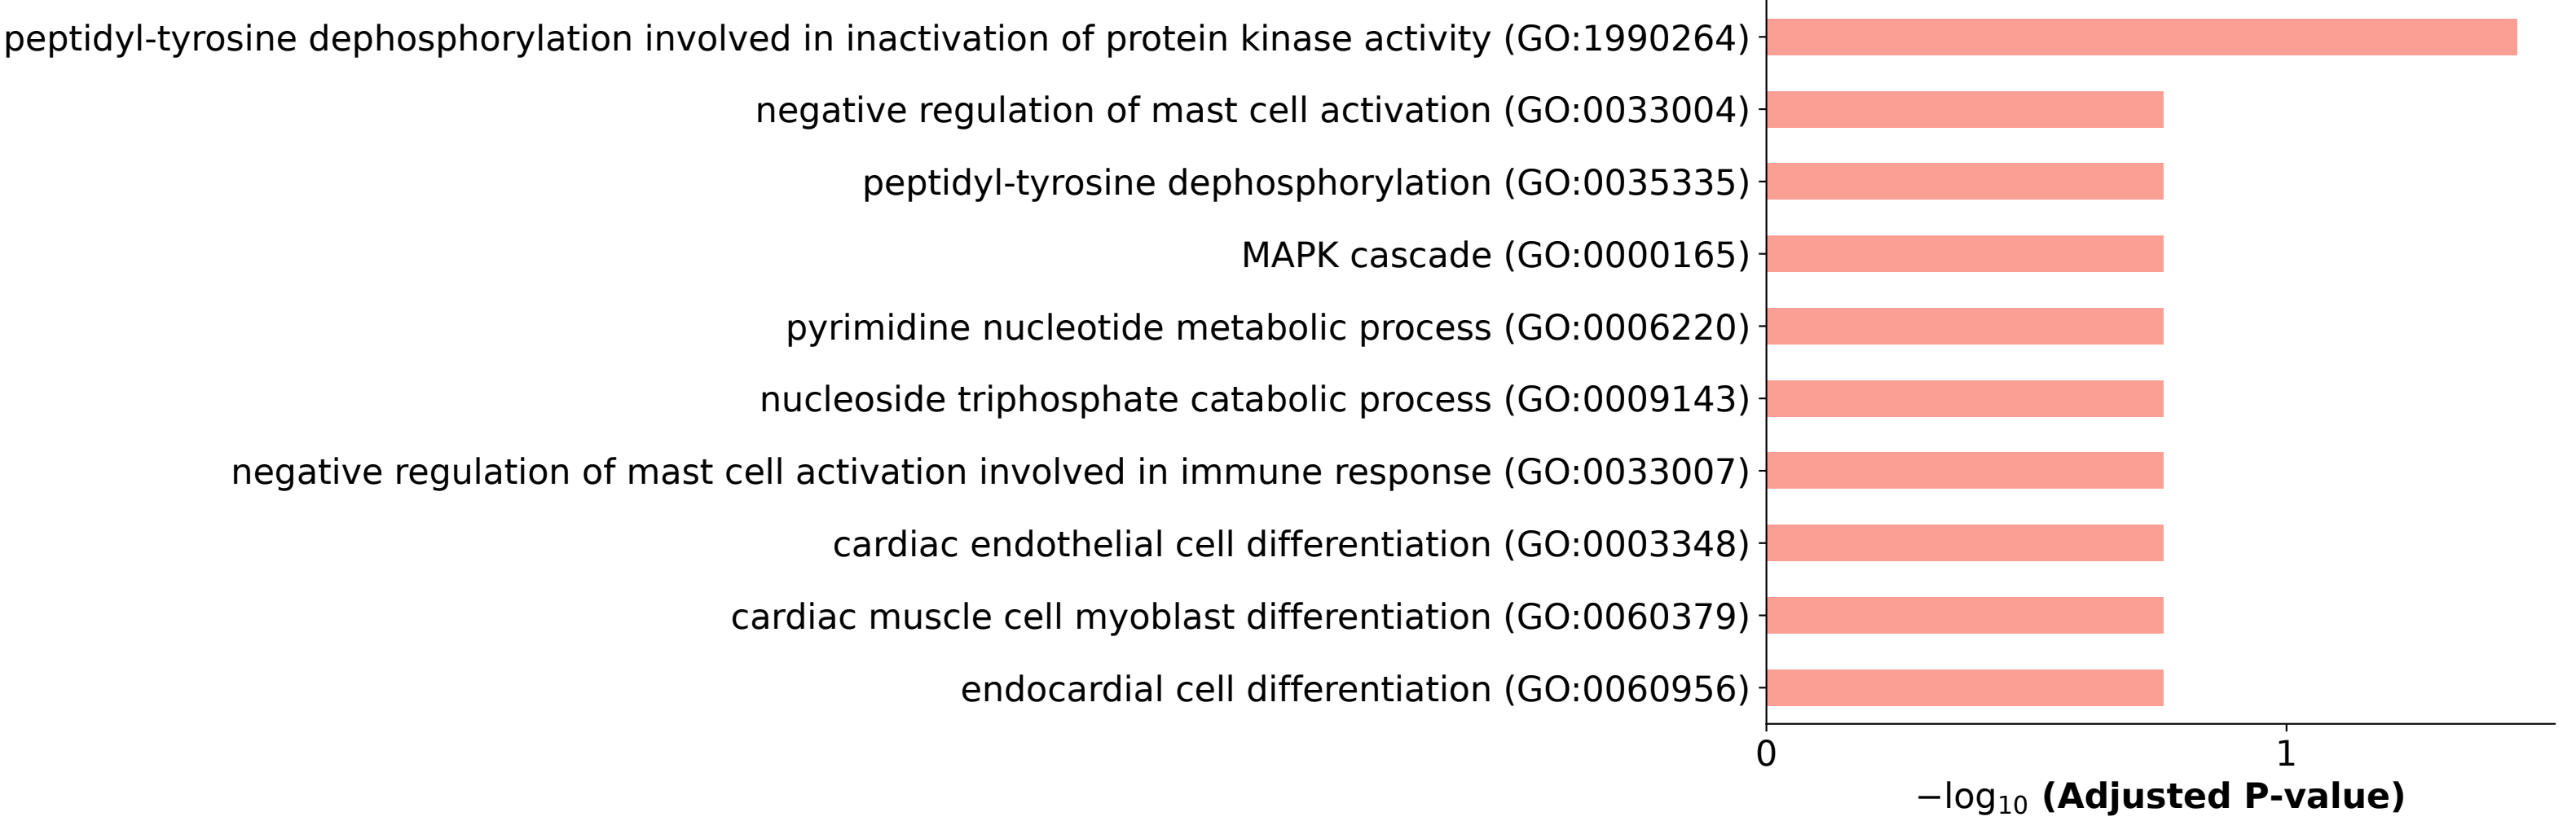 peptidyl-tyrosine dephosphorylation involved in inactivation of protein kinase activity (GO:1990264)
negative regulation of mast cell activation (GO:0033004)
peptidyl-tyrosine dephosphorylation (GO:0035335)
MAPK cascade (GO:0000165)
pyrimidine nucleotide metabolic process (GO:0006220)
nucleoside triphosphate catabolic process (GO:0009143)
negative regulation of mast cell activation involved in immune response (GO:0033007)
cardiac endothelial cell differentiation (GO:0003348)
cardiac muscle cell myoblast differentiation (GO:0060379)
endocardial cell differentiation (GO:0060956)
0 1
−log₁₀ (Adjusted P-value)